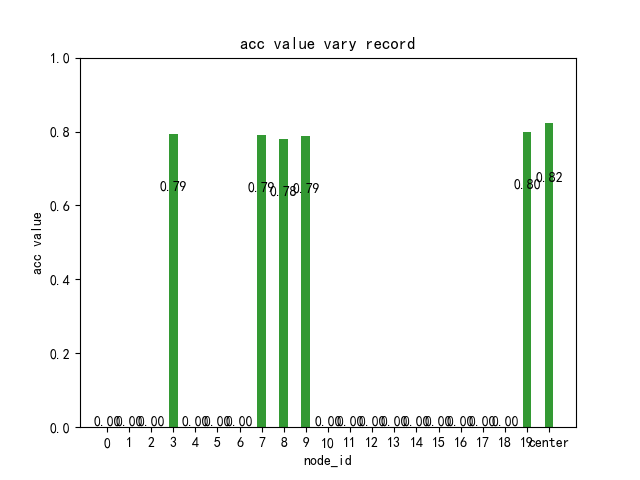 acc value vary record
1.0
0.8
0.6
0.4
0.2
0.0
acc value
0.00 0.00 0.00 0.79 0.00 0.00 0.00 0.79 0.78 0.79 0.00 0.00 0.00 0.00 0.00 0.00 0.00 0.00 0.00 0.80 0.82
0 1 2 3 4 5 6 7 8 9 10 11 12 13 14 15 16 17 18 19 center
node_id